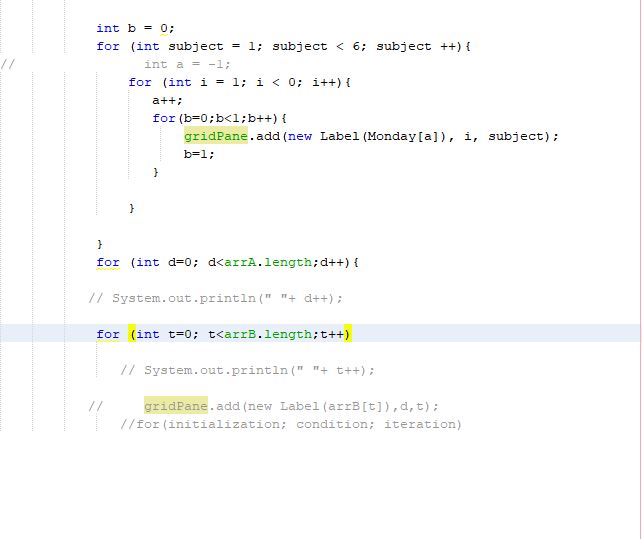 int b = 0;
for (int subject = 1; subject < 6; subject ++){
// int a = -1;
for (int i = 1; i < 0; i++){
a++;
for(b=0;b<1;b++){
gridPane.add(new Label(Monday[a]), i, subject);
b=1;
}
}
}
for (int d=0; d<arrA.length;d++){
// System.out.println(" "+ d++);
for (int t=0; t<arrB.length;t++)
// System.out.println(" "+ t++);
// gridPane.add(new Label(arrB[t]),d,t);
//for(initialization; condition; iteration)